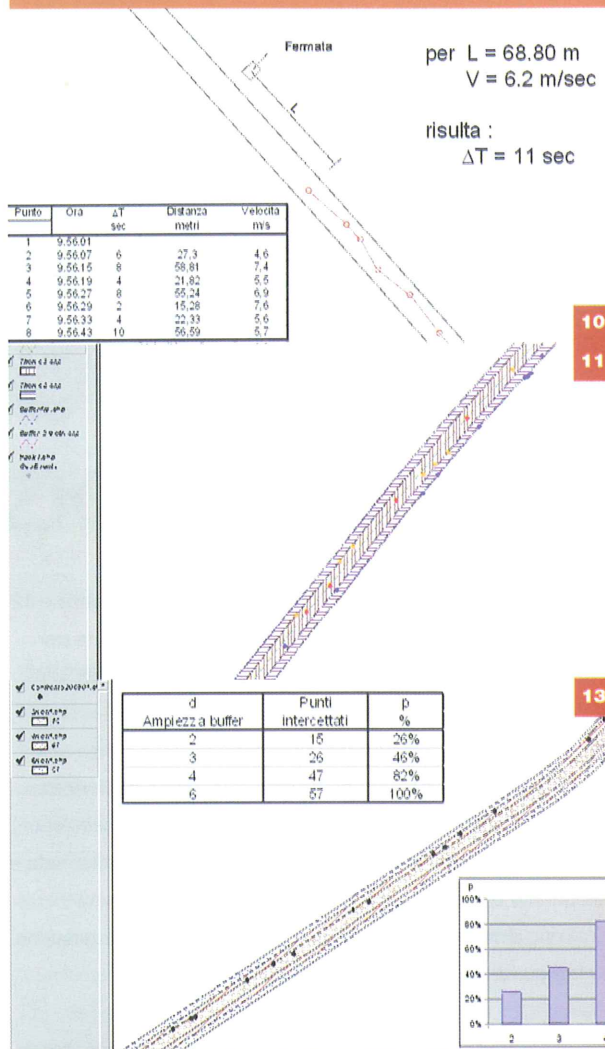 Fermata
L
per L = 68.80 m
V = 6.2 m/sec
risulta :
ΔT = 11 sec
Punto Ora ΔT sec Distanza metri Velocità m/s
1 9.56.01
2 9.56.07 6 27,3 4,6
3 9.56.15 8 58,81 7,4
4 9.56.19 4 21,82 5,5
5 9.56.27 8 55,24 6,9
6 9.56.29 2 15,28 7,6
7 9.56.33 4 22,33 5,6
8 9.56.43 10 56,59 5,7
10
11
13
d Ampiezza buffer Punti intercettati p %
2 15 26%
3 26 46%
4 47 82%
6 57 100%
p
100%
80%
60%
40%
20%
0%
2 3